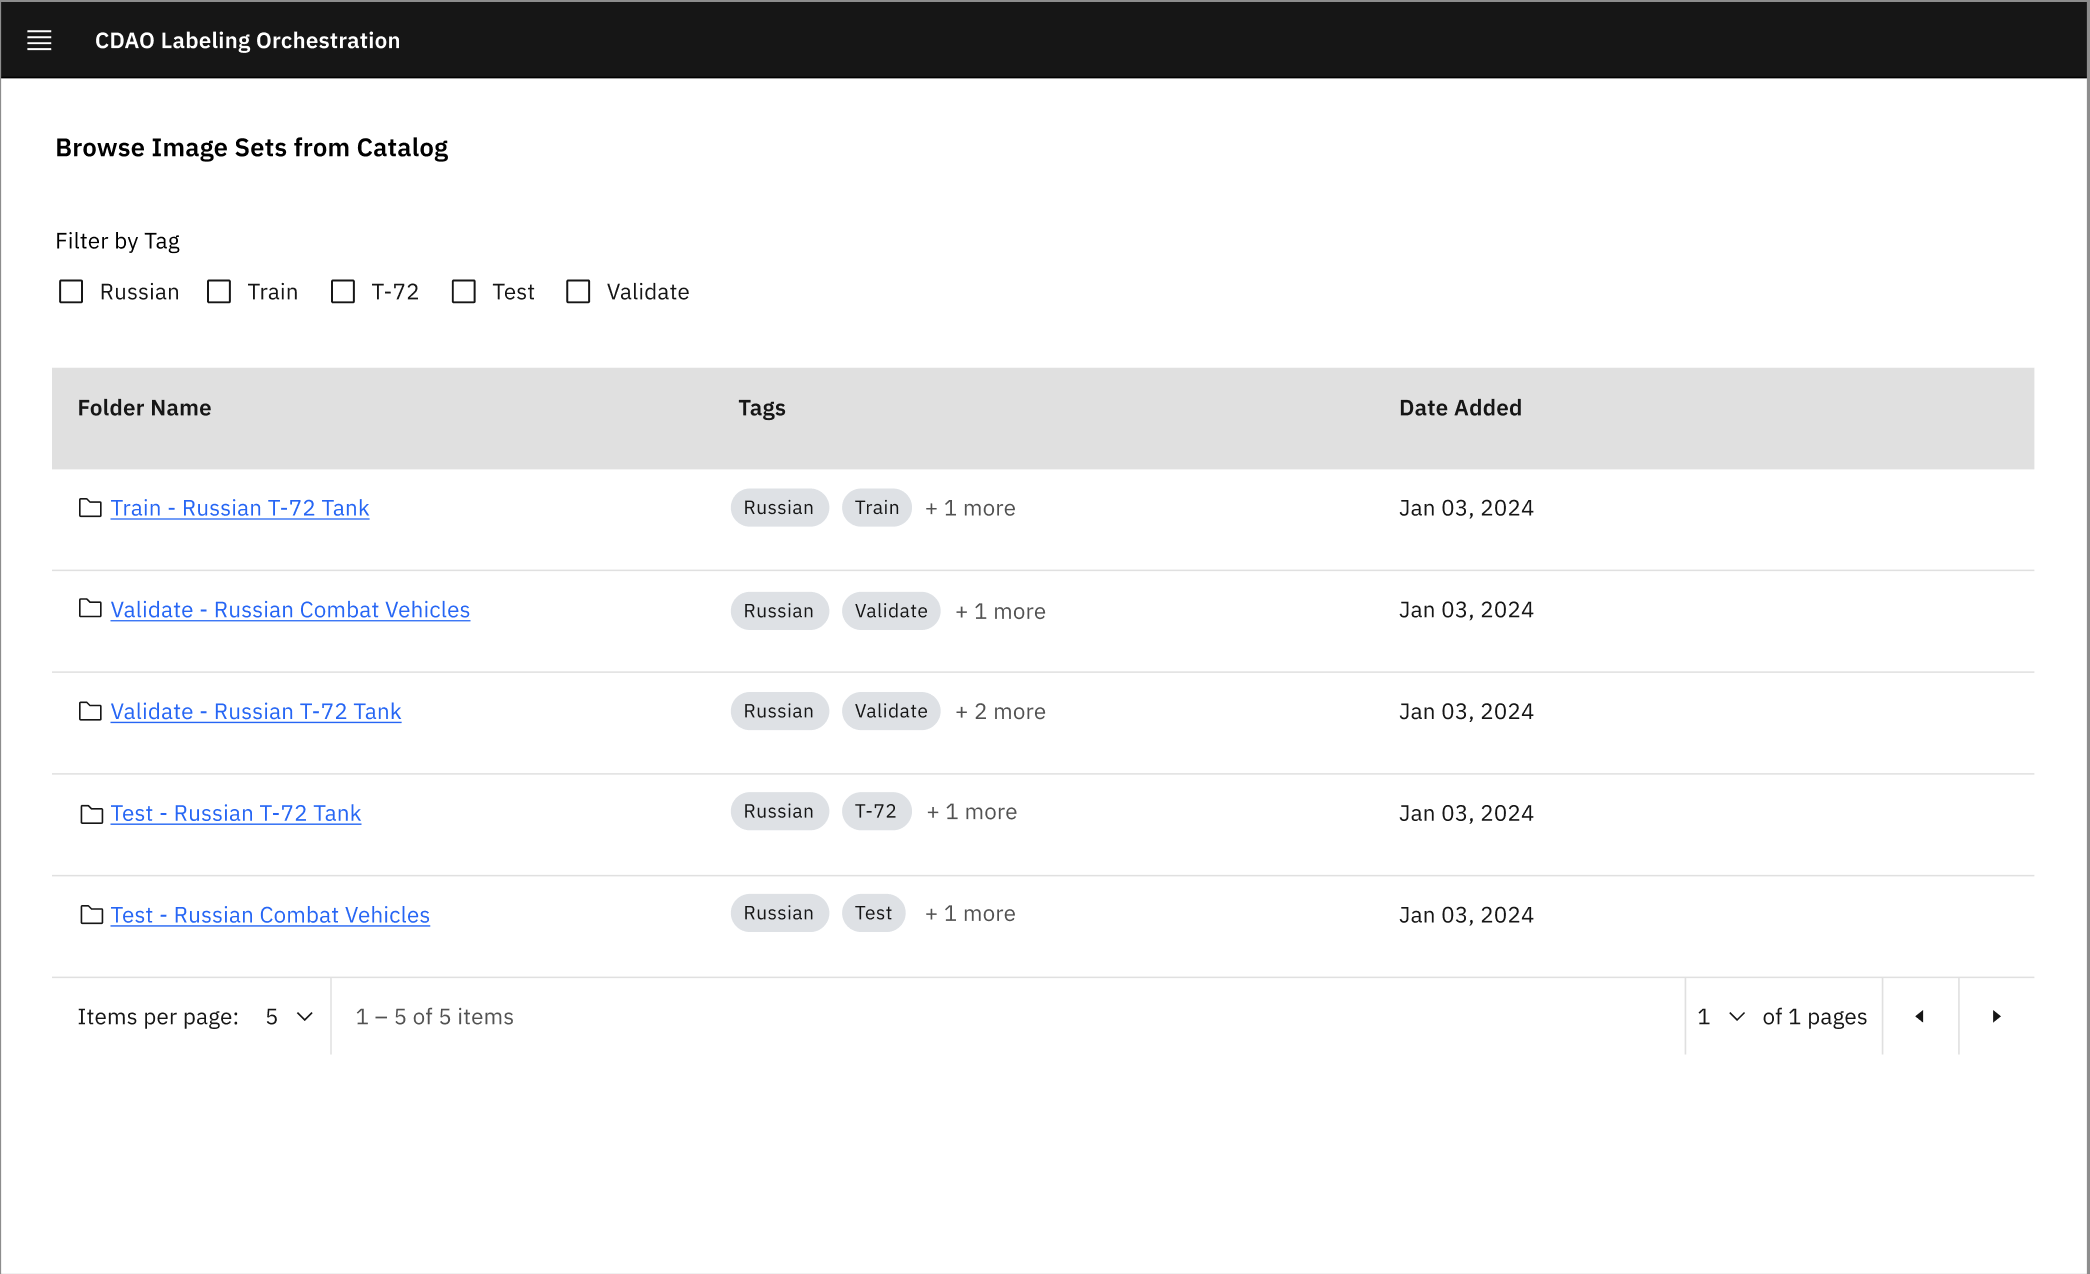 CDAO Labeling Orchestration
Browse Image Sets from Catalog
Filter by Tag
Russian Train T-72 Test Validate
Folder Name Tags Date Added
Train - Russian T-72 Tank Russian Train + 1 more Jan 03, 2024
Validate - Russian Combat Vehicles Russian Validate + 1 more Jan 03, 2024
Validate - Russian T-72 Tank Russian Validate + 2 more Jan 03, 2024
Test - Russian T-72 Tank Russian T-72 + 1 more Jan 03, 2024
Test - Russian Combat Vehicles Russian Test + 1 more Jan 03, 2024
Items per page: 5 1 – 5 of 5 items 1 of 1 pages